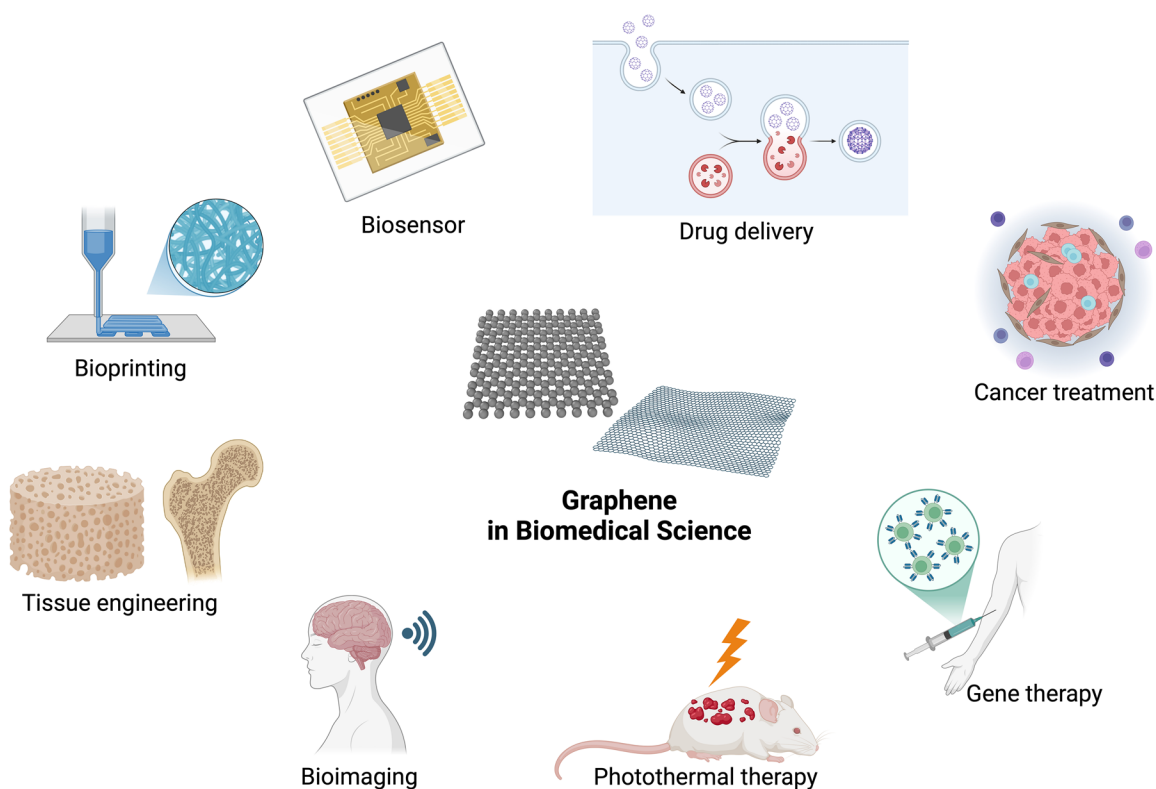 Biosensor
Drug delivery
Bioprinting
Cancer treatment
Graphene
in Biomedical Science
Tissue engineering
Gene therapy
Bioimaging
Photothermal therapy